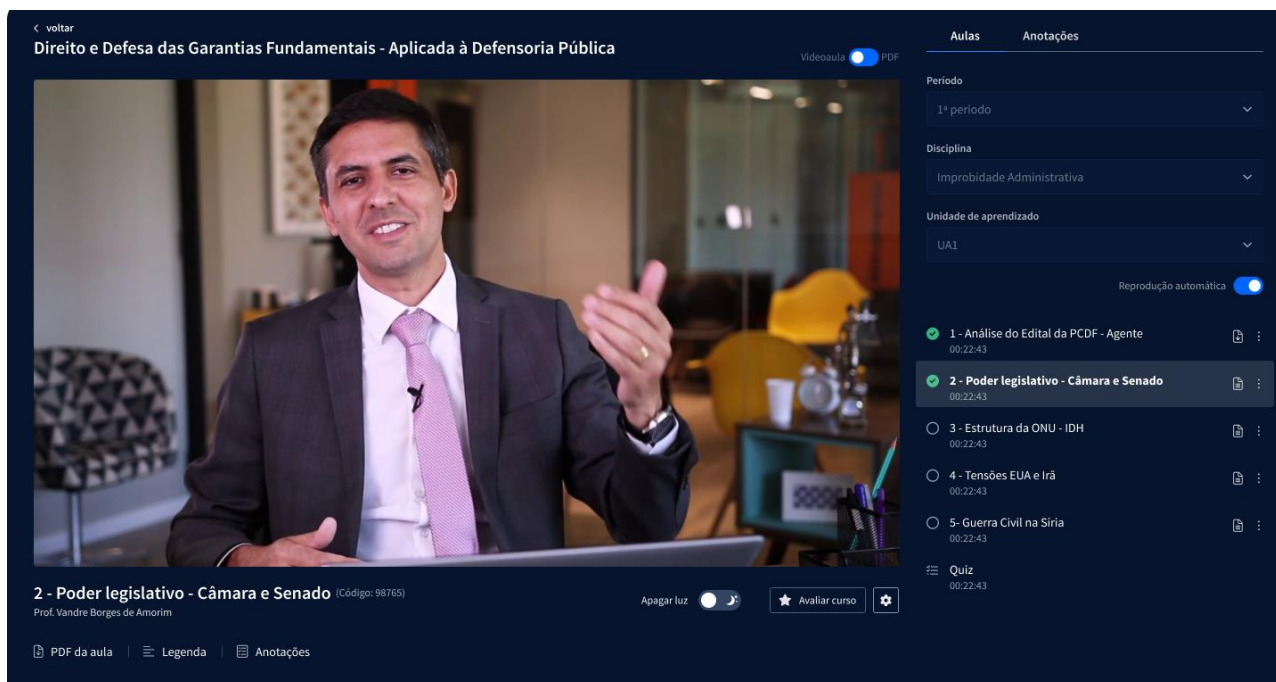 voltar
Direito e Defesa das Garantias Fundamentais - Aplicada à Defensoria Pública
Videoaula PDF
2 - Poder legislativo - Câmara e Senado (Código: 98765)
Prof. Vandre Borges de Amorim
Apagar luz
Avaliar curso
PDF da aula
Legenda
Anotações
Aulas
Anotações
Período
1º período
Disciplina
Improbidade Administrativa
Unidade de aprendizado
UA1
Reprodução automática
1 - Análise do Edital da PCDF - Agente
00:22:43
2 - Poder legislativo - Câmara e Senado
00:22:43
3 - Estrutura da ONU - IDH
00:22:43
4 - Tensões EUA e Irã
00:22:43
5- Guerra Civil na Síria
00:22:43
Quiz
00:22:43